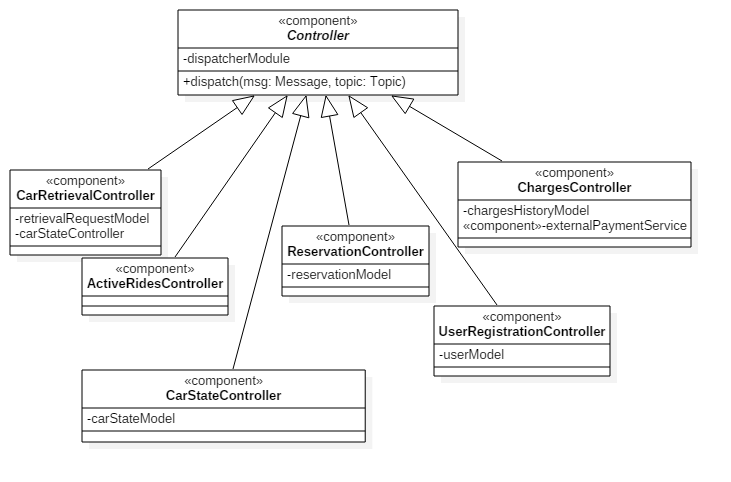 «component»
Controller
-dispatcherModule
+dispatch(msg: Message, topic: Topic)
«component»
CarRetrievalController
-retrievalRequestModel
-carStateController
«component»
ActiveRidesController
«component»
CarStateController
-carStateModel
«component»
ReservationController
-reservationModel
«component»
UserRegistrationController
-userModel
«component»
ChargesController
-chargesHistoryModel
«component»-externalPaymentService